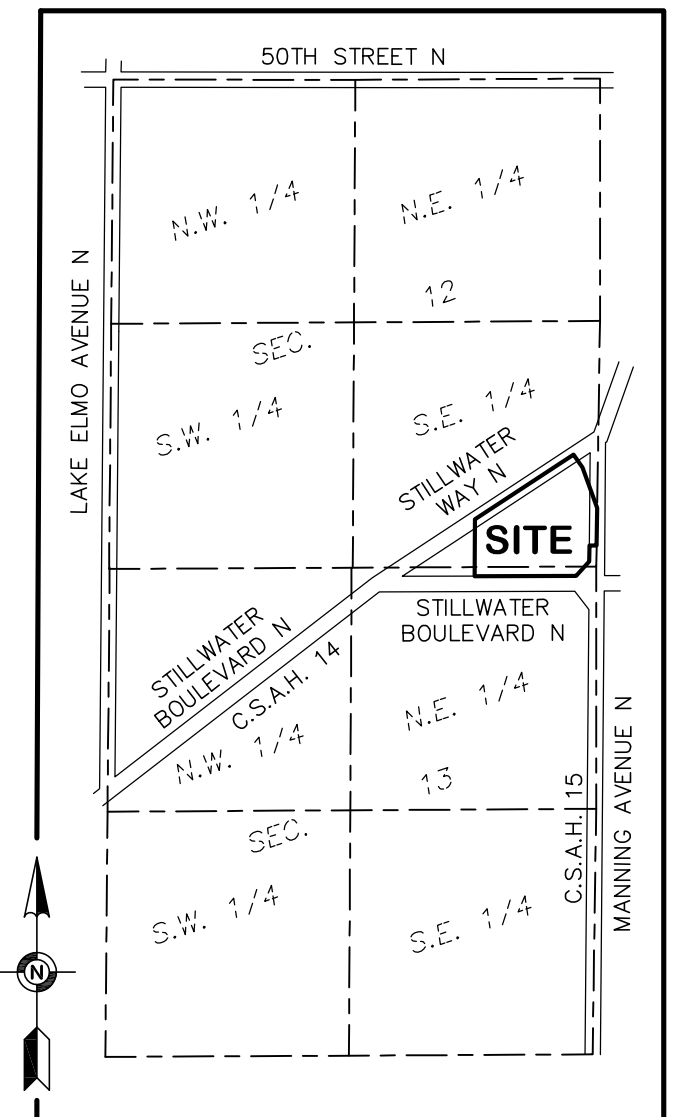 50TH STREET N
N.W. 1/4
N.E. 1/4
12
LAKE ELMO AVENUE N
SEC.
S.W. 1/4
S.E. 1/4
STILLWATER
WAY N
SITE
STILLWATER
BOULEVARD N
STILLWATER
BOULEVARD N
C.S.A.H. 14
N.W. 1/4
N.E. 1/4
13
SEC.
C.S.A.H. 15
MANNING AVENUE N
S.W. 1/4
S.E. 1/4
N